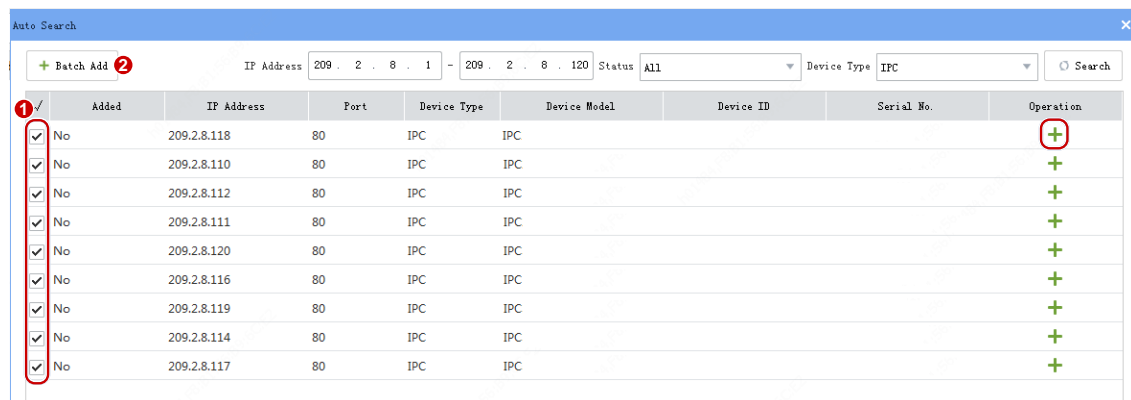 Auto Search
+ Batch Add 2 IP Address 209 . 2 . 8 . 1 - 209 . 2 . 8 . 120 Status All Device Type IPC Search
1 √ Added IP Address Port Device Type Device Model Device ID Serial No. Operation
No 209.2.8.118 80 IPC IPC
No 209.2.8.110 80 IPC IPC
No 209.2.8.112 80 IPC IPC
No 209.2.8.111 80 IPC IPC
No 209.2.8.120 80 IPC IPC
No 209.2.8.116 80 IPC IPC
No 209.2.8.119 80 IPC IPC
No 209.2.8.114 80 IPC IPC
No 209.2.8.117 80 IPC IPC